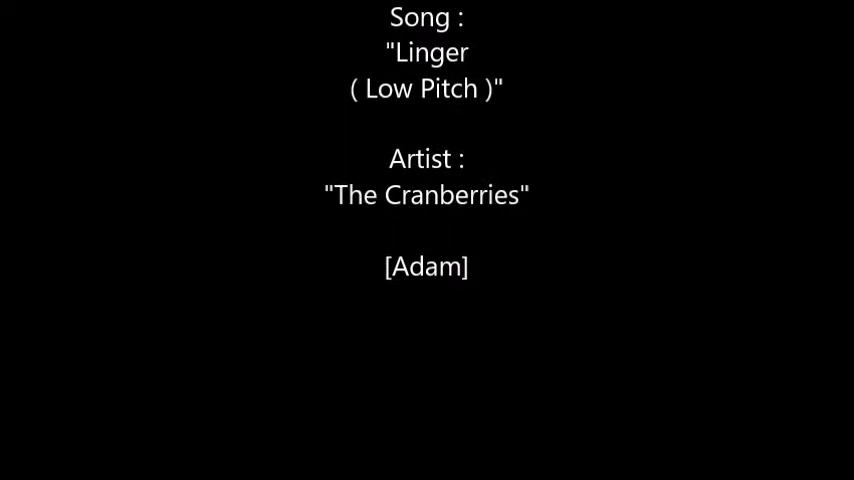 Song :
"Linger
( Low Pitch )"
Artist :
"The Cranberries"
[Adam]